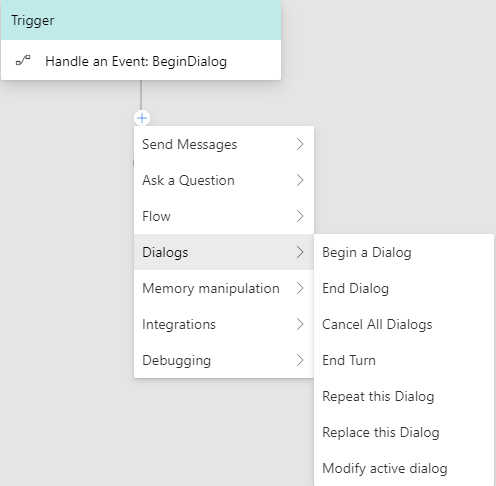 Trigger
Handle an Event: BeginDialog
Send Messages
Ask a Question
Flow
Dialogs
Memory manipulation
Integrations
Debugging
Begin a Dialog
End Dialog
Cancel All Dialogs
End Turn
Repeat this Dialog
Replace this Dialog
Modify active dialog